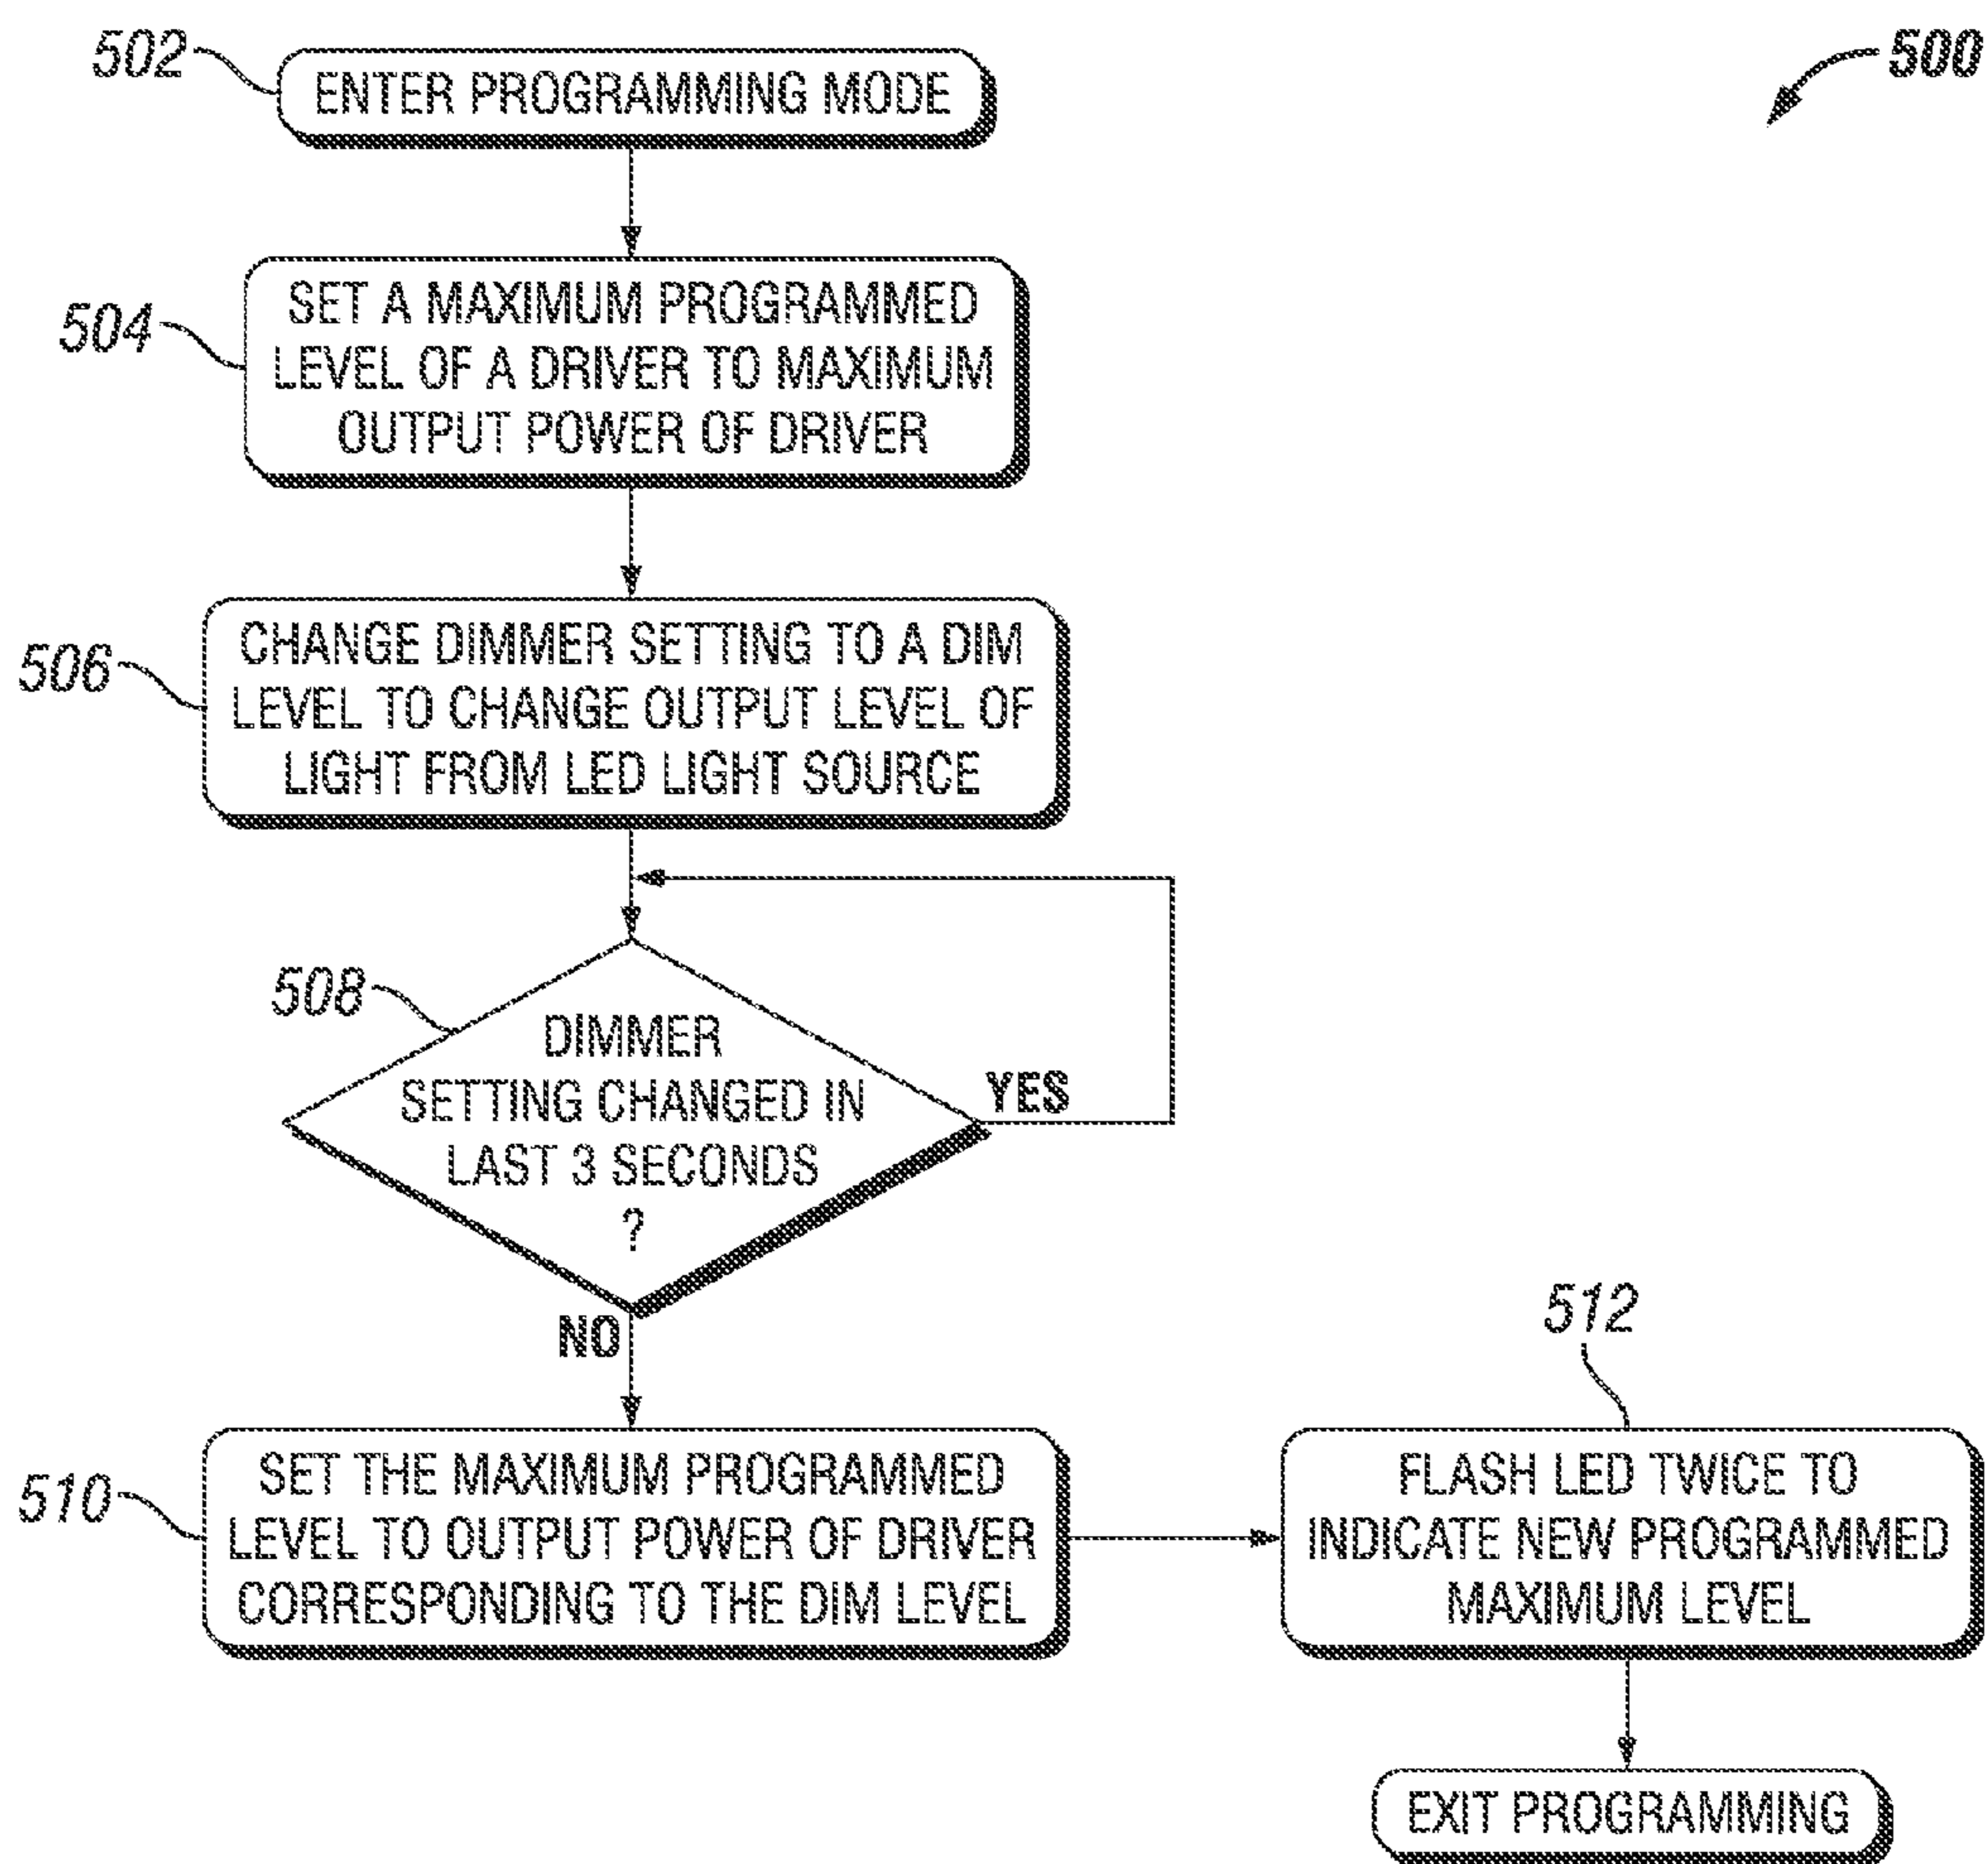 500
502
ENTER PROGRAMMING MODE
504
SET A MAXIMUM PROGRAMMED
LEVEL OF A DRIVER TO MAXIMUM
OUTPUT POWER OF DRIVER
506
CHANGE DIMMER SETTING TO A DIM
LEVEL TO CHANGE OUTPUT LEVEL OF
LIGHT FROM LED LIGHT SOURCE
508
DIMMER
SETTING CHANGED IN
LAST 3 SECONDS
?
YES
NO
510
SET THE MAXIMUM PROGRAMMED
LEVEL TO OUTPUT POWER OF DRIVER
CORRESPONDING TO THE DIM LEVEL
512
FLASH LED TWICE TO
INDICATE NEW PROGRAMMED
MAXIMUM LEVEL
EXIT PROGRAMMING